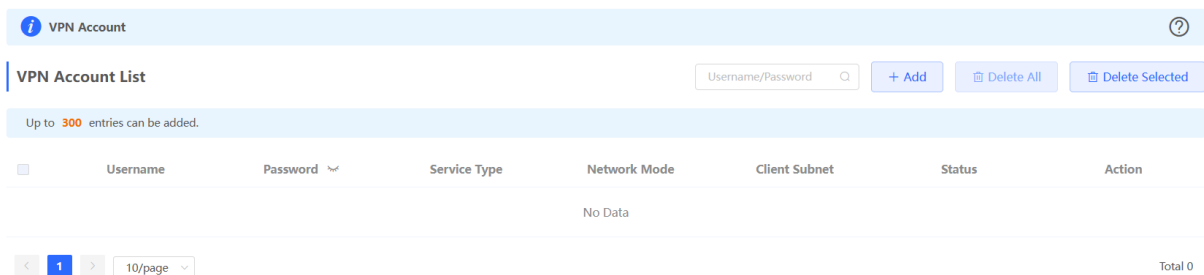 VPN Account
VPN Account List
Username/Password
+ Add
Delete All
Delete Selected
Up to 300 entries can be added.
Username Password Service Type Network Mode Client Subnet Status Action
No Data
< 1 > 10/page Total 0